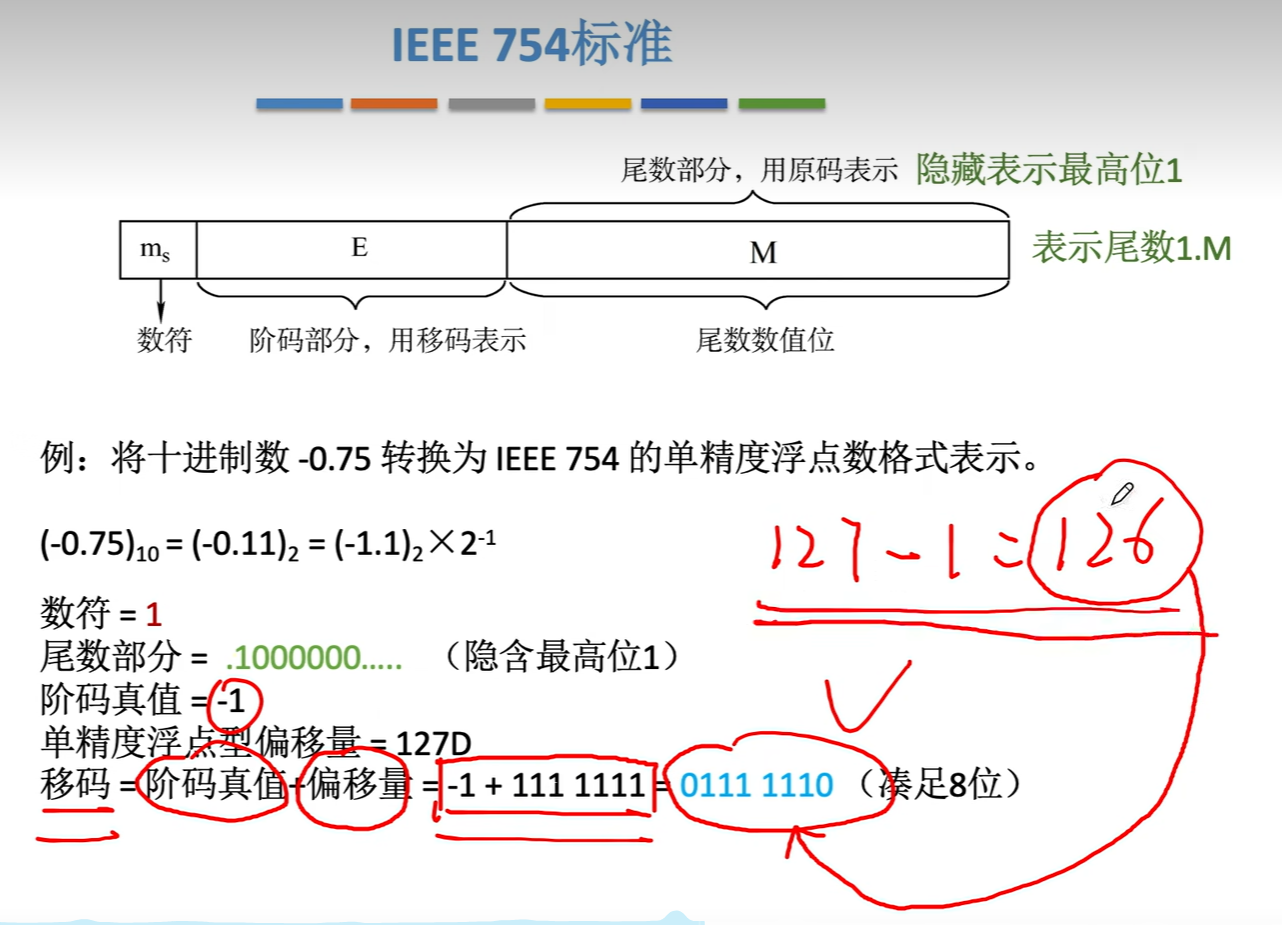 IEEE 754标准
尾数部分，用原码表示 隐藏表示最高位1
mₛ E M 表示尾数1.M
数符 阶码部分，用移码表示 尾数数值位
例：将十进制数 -0.75 转换为 IEEE 754 的单精度浮点数格式表示。
127-1=126
(-0.75)₁₀ = (-0.11)₂ = (-1.1)₂×2⁻¹
数符 = 1
尾数部分 = .1000000..... （隐含最高位1）
阶码真值 = -1
单精度浮点型偏移量 = 127D
移码 = 阶码真值+偏移量 = -1 + 111 1111 = 0111 1110 （凑足8位）